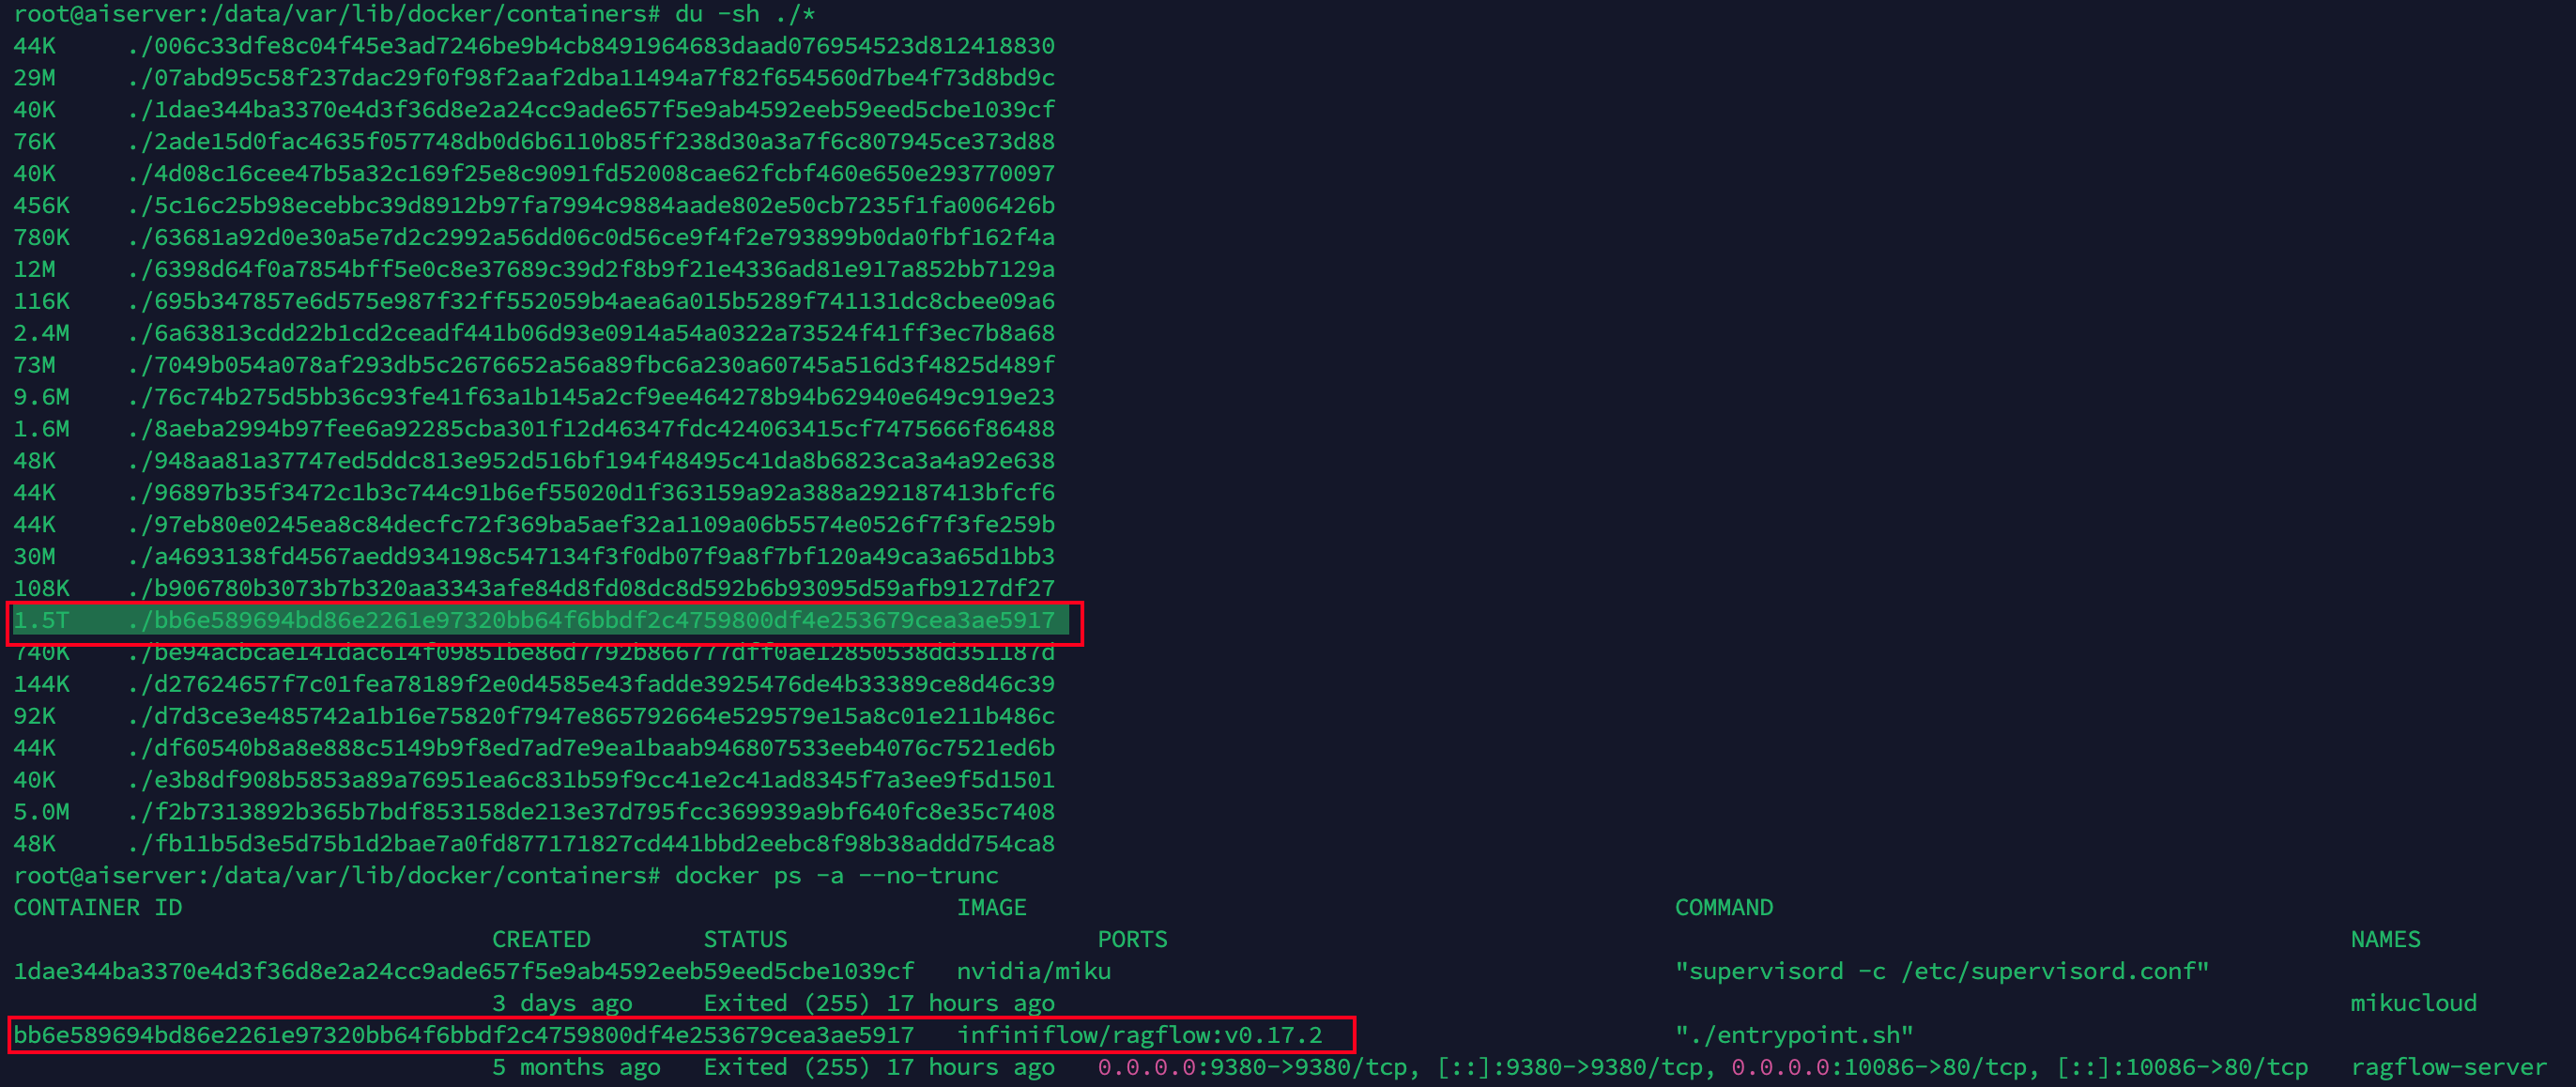 root@aiserver:/data/var/lib/docker/containers# du -sh ./*
44K ./006c33dfe8c04f45e3ad7246be9b4cb8491964683daad076954523d812418830
29M ./07abd95c58f237dac29f0f98f2aaf2dba11494a7f82f654560d7be4f73d8bd9c
40K ./1dae344ba3370e4d3f36d8e2a24cc9ade657f5e9ab4592eeb59eed5cbe1039cf
76K ./2ade15d0fac4635f057748db0d6b6110b85ff238d30a3a7f6c807945ce373d88
40K ./4d08c16cee47b5a32c169f25e8c9091fd52008cae62fcbf460e650e293770097
456K ./5c16c25b98ecebbc39d8912b97fa7994c9884aade802e50cb7235f1fa006426b
780K ./63681a92d0e30a5e7d2c2992a56dd06c0d56ce9f4f2e793899b0da0fbf162f4a
12M ./6398d64f0a7854bff5e0c8e37689c39d2f8b9f21e4336ad81e917a852bb7129a
116K ./695b347857e6d575e987f32ff552059b4aea6a015b5289f741131dc8cbee09a6
2.4M ./6a63813cdd22b1cd2ceadf441b06d93e0914a54a0322a73524f41ff3ec7b8a68
73M ./7049b054a078af293db5c2676652a56a89fbc6a230a60745a516d3f4825d489f
9.6M ./76c74b275d5bb36c93fe41f63a1b145a2cf9ee464278b94b62940e649c919e23
1.6M ./8aeba2994b97fee6a92285cba301f12d46347fdc424063415cf7475666f86488
48K ./948aa81a37747ed5ddc813e952d516bf194f48495c41da8b6823ca3a4a92e638
44K ./96897b35f3472c1b3c744c91b6ef55020d1f363159a92a388a292187413bfcf6
44K ./97eb80e0245ea8c84decfc72f369ba5aef32a1109a06b5574e0526f7f3fe259b
30M ./a4693138fd4567aedd934198c547134f3f0db07f9a8f7bf120a49ca3a65d1bb3
108K ./b906780b3073b7b320aa3343afe84d8fd08dc8d592b6b93095d59afb9127df27
1.5T ./bb6e589694bd86e2261e97320bb64f6bbdf2c4759800df4e253679cea3ae5917
740K ./be94acbcae141dac614f09851be86d7792b866777dff0ae12850538dd351187d
144K ./d27624657f7c01fea78189f2e0d4585e43fadde3925476de4b33389ce8d46c39
92K ./d7d3ce3e485742a1b16e75820f7947e865792664e529579e15a8c01e211b486c
44K ./df60540b8a8e888c5149b9f8ed7ad7e9ea1baab946807533eeb4076c7521ed6b
40K ./e3b8df908b5853a89a76951ea6c831b59f9cc41e2c41ad8345f7a3ee9f5d1501
5.0M ./f2b7313892b365b7bdf853158de213e37d795fcc369939a9bf640fc8e35c7408
48K ./fb11b5d3e5d75b1d2bae7a0fd877171827cd441bbd2eebc8f98b38addd754ca8
root@aiserver:/data/var/lib/docker/containers# docker ps -a --no-trunc
CONTAINER ID IMAGE COMMAND
CREATED STATUS PORTS NAMES
1dae344ba3370e4d3f36d8e2a24cc9ade657f5e9ab4592eeb59eed5cbe1039cf nvidia/miku "supervisord -c /etc/supervisord.conf"
3 days ago Exited (255) 17 hours ago mikucloud
bb6e589694bd86e2261e97320bb64f6bbdf2c4759800df4e253679cea3ae5917 infiniflow/ragflow:v0.17.2 "./entrypoint.sh"
5 months ago Exited (255) 17 hours ago 0.0.0.0:9380->9380/tcp, [::]:9380->9380/tcp, 0.0.0.0:10086->80/tcp, [::]:10086->80/tcp ragflow-server